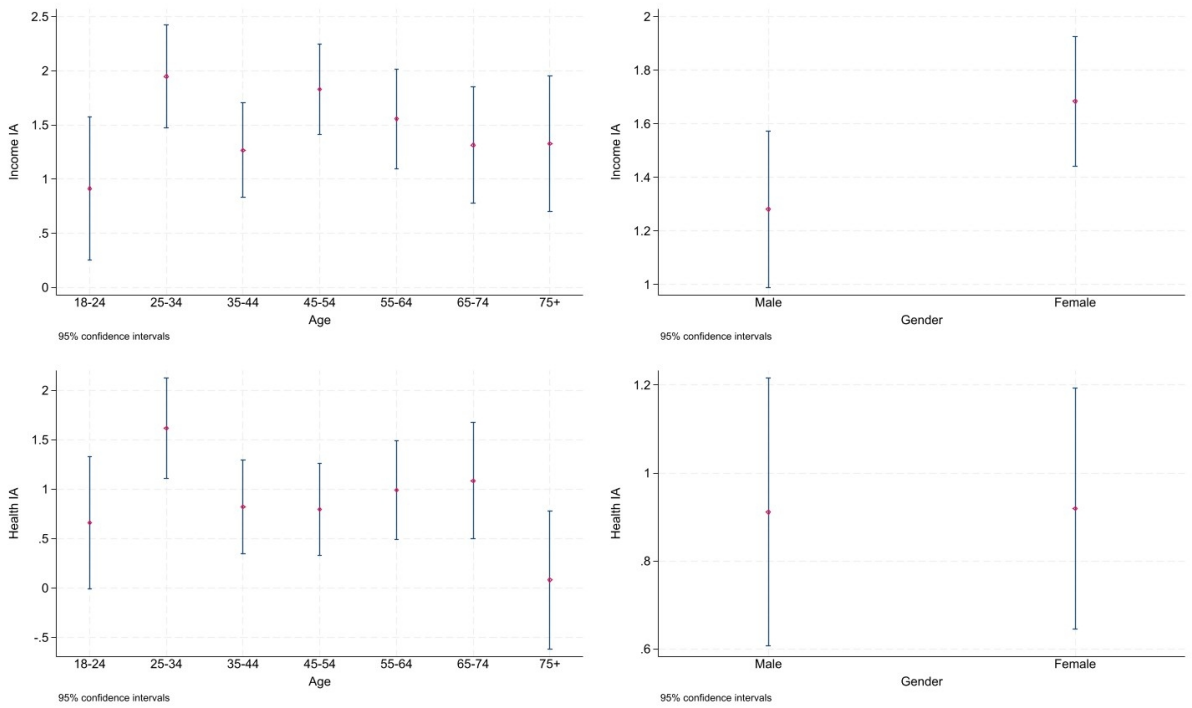 Income IA
2.5
2
1.5
1
.5
0
18-24 25-34 35-44 45-54 55-64 65-74 75+
Age
95% confidence intervals
Income IA
2
1.8
1.6
1.4
1.2
1
Male Female
Gender
95% confidence intervals
Health IA
2
1.5
1
.5
0
-.5
18-24 25-34 35-44 45-54 55-64 65-74 75+
Age
95% confidence intervals
Health IA
1.2
1
.8
.6
Male Female
Gender
95% confidence intervals